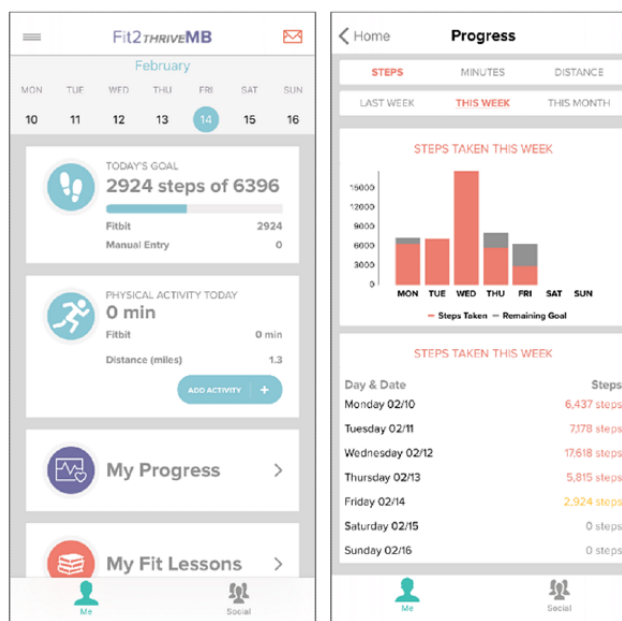 Fit2THRIVEMB
February
MON TUE WED THU FRI SAT SUN
10 11 12 13 14 15 16
TODAY'S GOAL
2924 steps of 6396
Fitbit 2924
Manual Entry 0
PHYSICAL ACTIVITY TODAY
0 min
Fitbit 0 min
Distance (miles) 1.3
ADD ACTIVITY +
My Progress
My Fit Lessons
Me Social
Home Progress
STEPS MINUTES DISTANCE
LAST WEEK THIS WEEK THIS MONTH
STEPS TAKEN THIS WEEK
15000
12000
9000
6000
3000
0
MON TUE WED THU FRI SAT SUN
Steps Taken Remaining Goal
STEPS TAKEN THIS WEEK
Day & Date Steps
Monday 02/10 6,437 steps
Tuesday 02/11 7,178 steps
Wednesday 02/12 17,618 steps
Thursday 02/13 5,815 steps
Friday 02/14 2,924 steps
Saturday 02/15 0 steps
Sunday 02/16 0 steps
Me Social